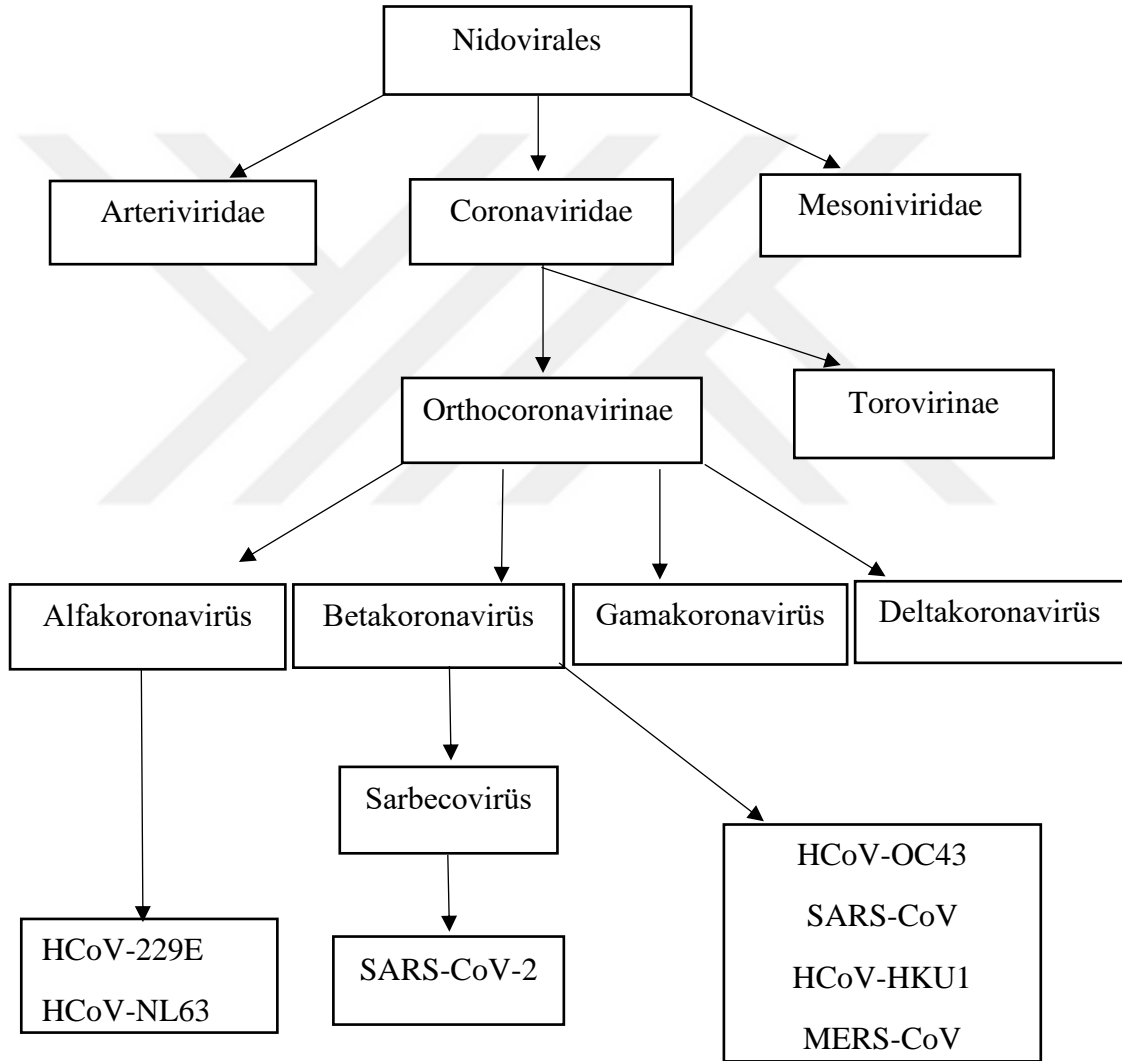 Nidovirales
Arteriviridae
Coronaviridae
Mesoniviridae
Orthocoronavirinae
Torovirinae
Alfakoronavirüs
Betakoronavirüs
Gamakoronavirüs
Deltakoronavirüs
Sarbecovirüs
HCoV-229E
HCoV-NL63
SARS-CoV-2
HCoV-OC43
SARS-CoV
HCoV-HKU1
MERS-CoV